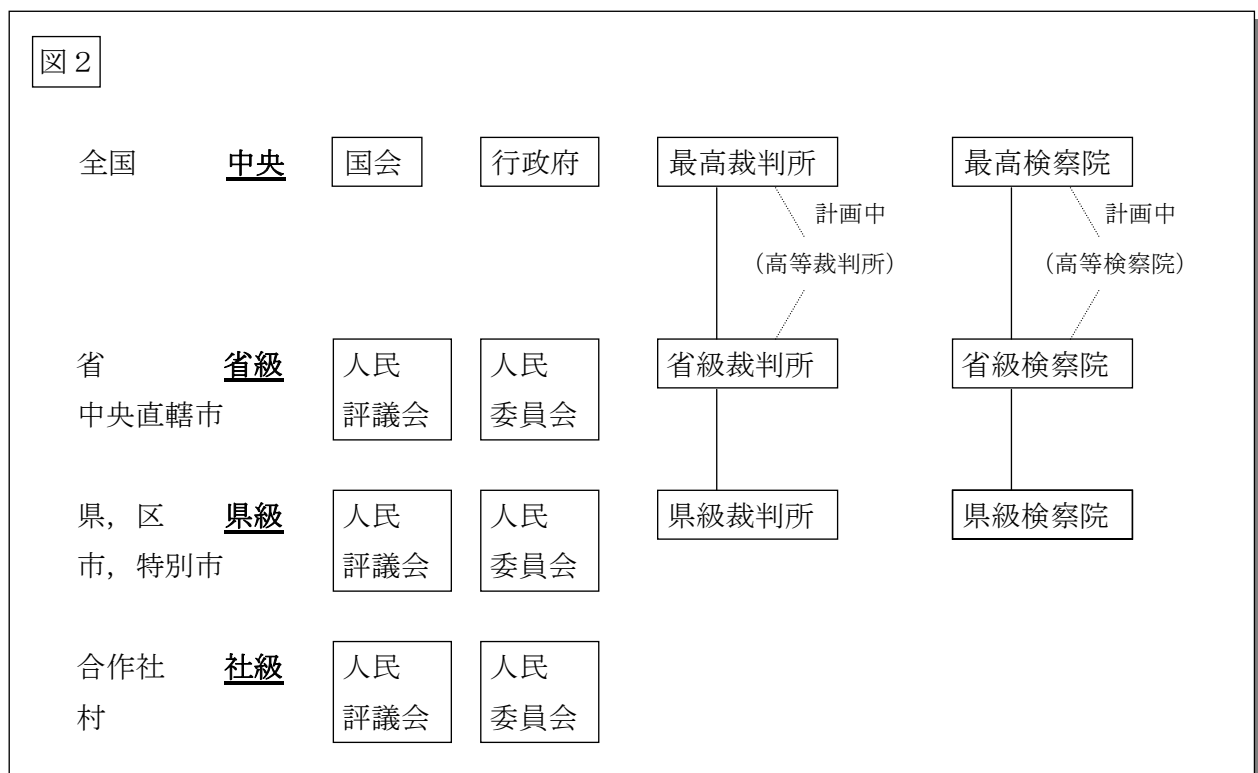 図2
全国 中央 国会 行政府 最高裁判所 最高検察院
計画中 計画中
(高等裁判所) (高等検察院)
省 省級 人民 人民 省級裁判所 省級検察院
中央直轄市 評議会 委員会
県，区 県級 人民 人民 県級裁判所 県級検察院
市，特別市 評議会 委員会
合作社 社級 人民 人民
村 評議会 委員会